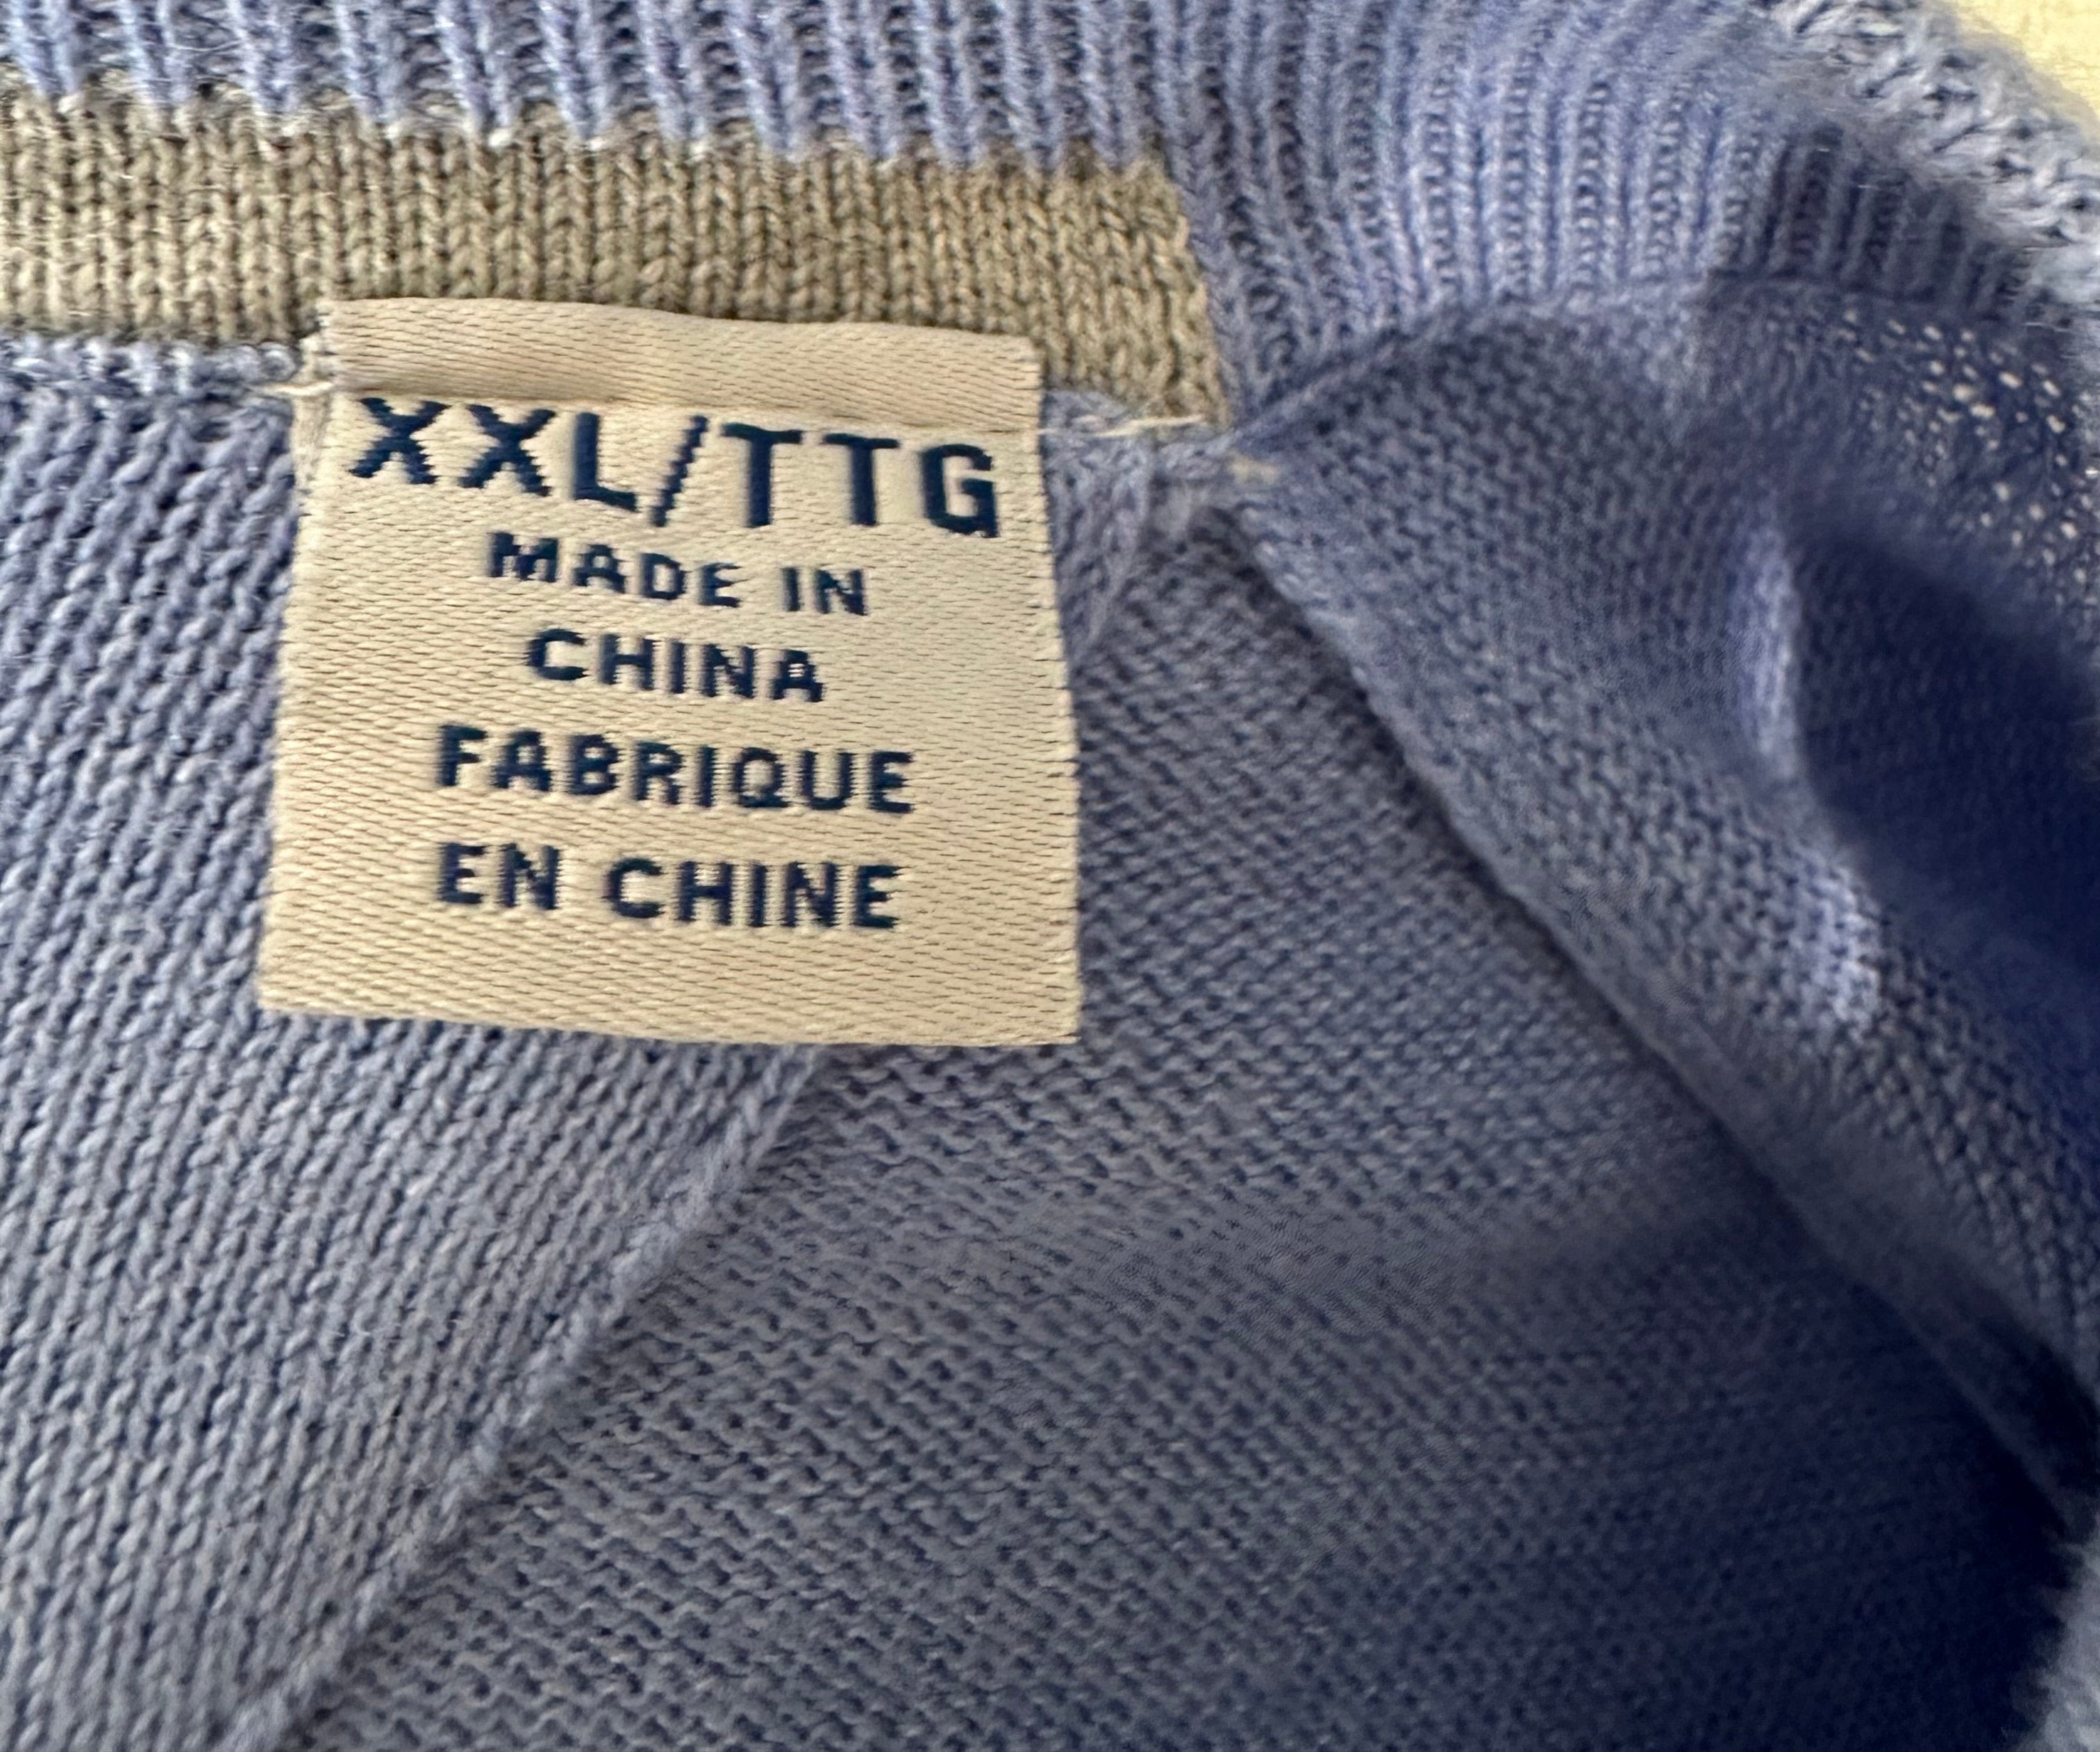 XXL/TTG
MADE IN
CHINA
FABRIQUE
EN CHINE